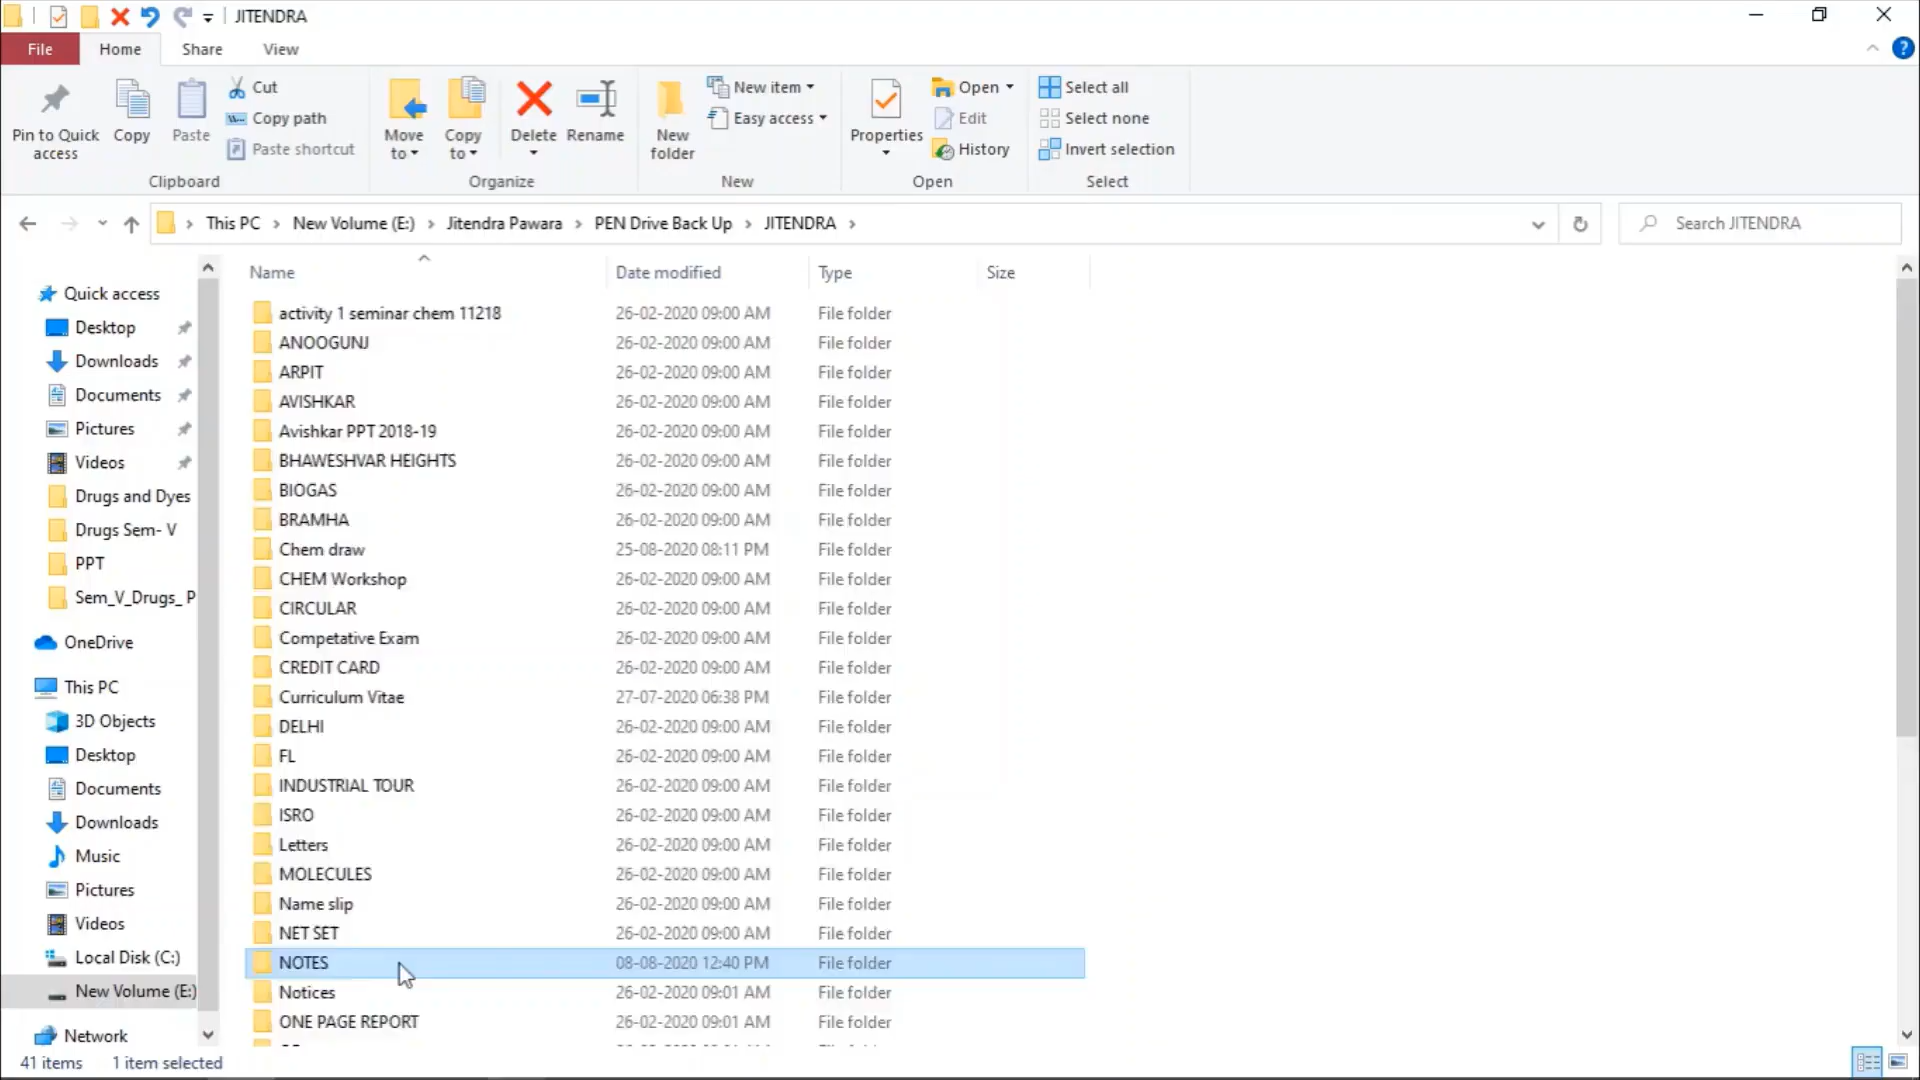 JITENDRA
File Home Share View
Pin to Quick access
Copy
Paste
Cut
Copy path
Paste shortcut
Clipboard
Move to
Copy to
Delete
Rename
Organize
New folder
New item
Easy access
New
Properties
Open
Edit
History
Open
Select all
Select none
Invert selection
Select
This PC > New Volume (E:) > Jitendra Pawara > PEN Drive Back Up > JITENDRA >
Search JITENDRA
Quick access
Desktop
Downloads
Documents
Pictures
Videos
Drugs and Dyes
Drugs Sem- V
PPT
Sem_V_Drugs_ P
OneDrive
This PC
3D Objects
Desktop
Documents
Downloads
Music
Pictures
Videos
Local Disk (C:)
New Volume (E:)
Network
Name Date modified Type Size
activity 1 seminar chem 11218 26-02-2020 09:00 AM File folder
ANOOGUNJ 26-02-2020 09:00 AM File folder
ARPIT 26-02-2020 09:00 AM File folder
AVISHKAR 26-02-2020 09:00 AM File folder
Avishkar PPT 2018-19 26-02-2020 09:00 AM File folder
BHAWESHVAR HEIGHTS 26-02-2020 09:00 AM File folder
BIOGAS 26-02-2020 09:00 AM File folder
BRAMHA 26-02-2020 09:00 AM File folder
Chem draw 25-08-2020 08:11 PM File folder
CHEM Workshop 26-02-2020 09:00 AM File folder
CIRCULAR 26-02-2020 09:00 AM File folder
Competative Exam 26-02-2020 09:00 AM File folder
CREDIT CARD 26-02-2020 09:00 AM File folder
Curriculum Vitae 27-07-2020 06:38 PM File folder
DELHI 26-02-2020 09:00 AM File folder
FL 26-02-2020 09:00 AM File folder
INDUSTRIAL TOUR 26-02-2020 09:00 AM File folder
ISRO 26-02-2020 09:00 AM File folder
Letters 26-02-2020 09:00 AM File folder
MOLECULES 26-02-2020 09:00 AM File folder
Name slip 26-02-2020 09:00 AM File folder
NET SET 26-02-2020 09:00 AM File folder
NOTES 08-08-2020 12:40 PM File folder
Notices 26-02-2020 09:01 AM File folder
ONE PAGE REPORT 26-02-2020 09:01 AM File folder
41 items 1 item selected